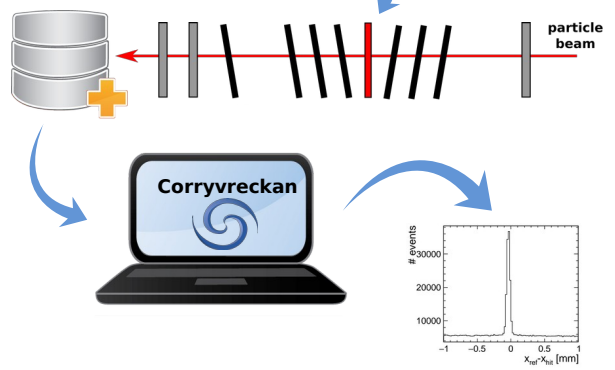 particle
beam
Corryvreckan
# events
30000
20000
10000
−1 −0.5 0 0.5 1
x_ref-x_hit [mm]